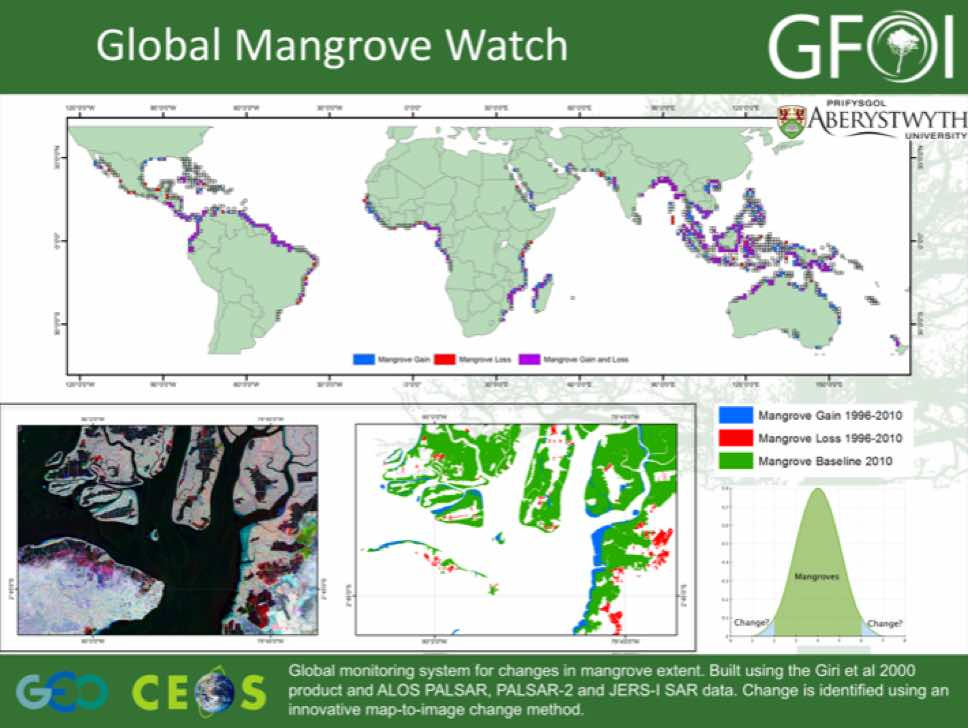 Global Mangrove Watch
GFOI
PRIFYSGOL
ABERYSTWYTH
UNIVERSITY
Mangrove Gain
Mangrove Loss
Mangrove Gain and Loss
Mangrove Gain 1996-2010
Mangrove Loss 1996-2010
Mangrove Baseline 2010
Mangroves
Change?
Change?
GEO
CEOS
Global monitoring system for changes in mangrove extent. Built using the Giri et al 2000
product and ALOS PALSAR, PALSAR-2 and JERS-I SAR data. Change is identified using an
innovative map-to-image change method.